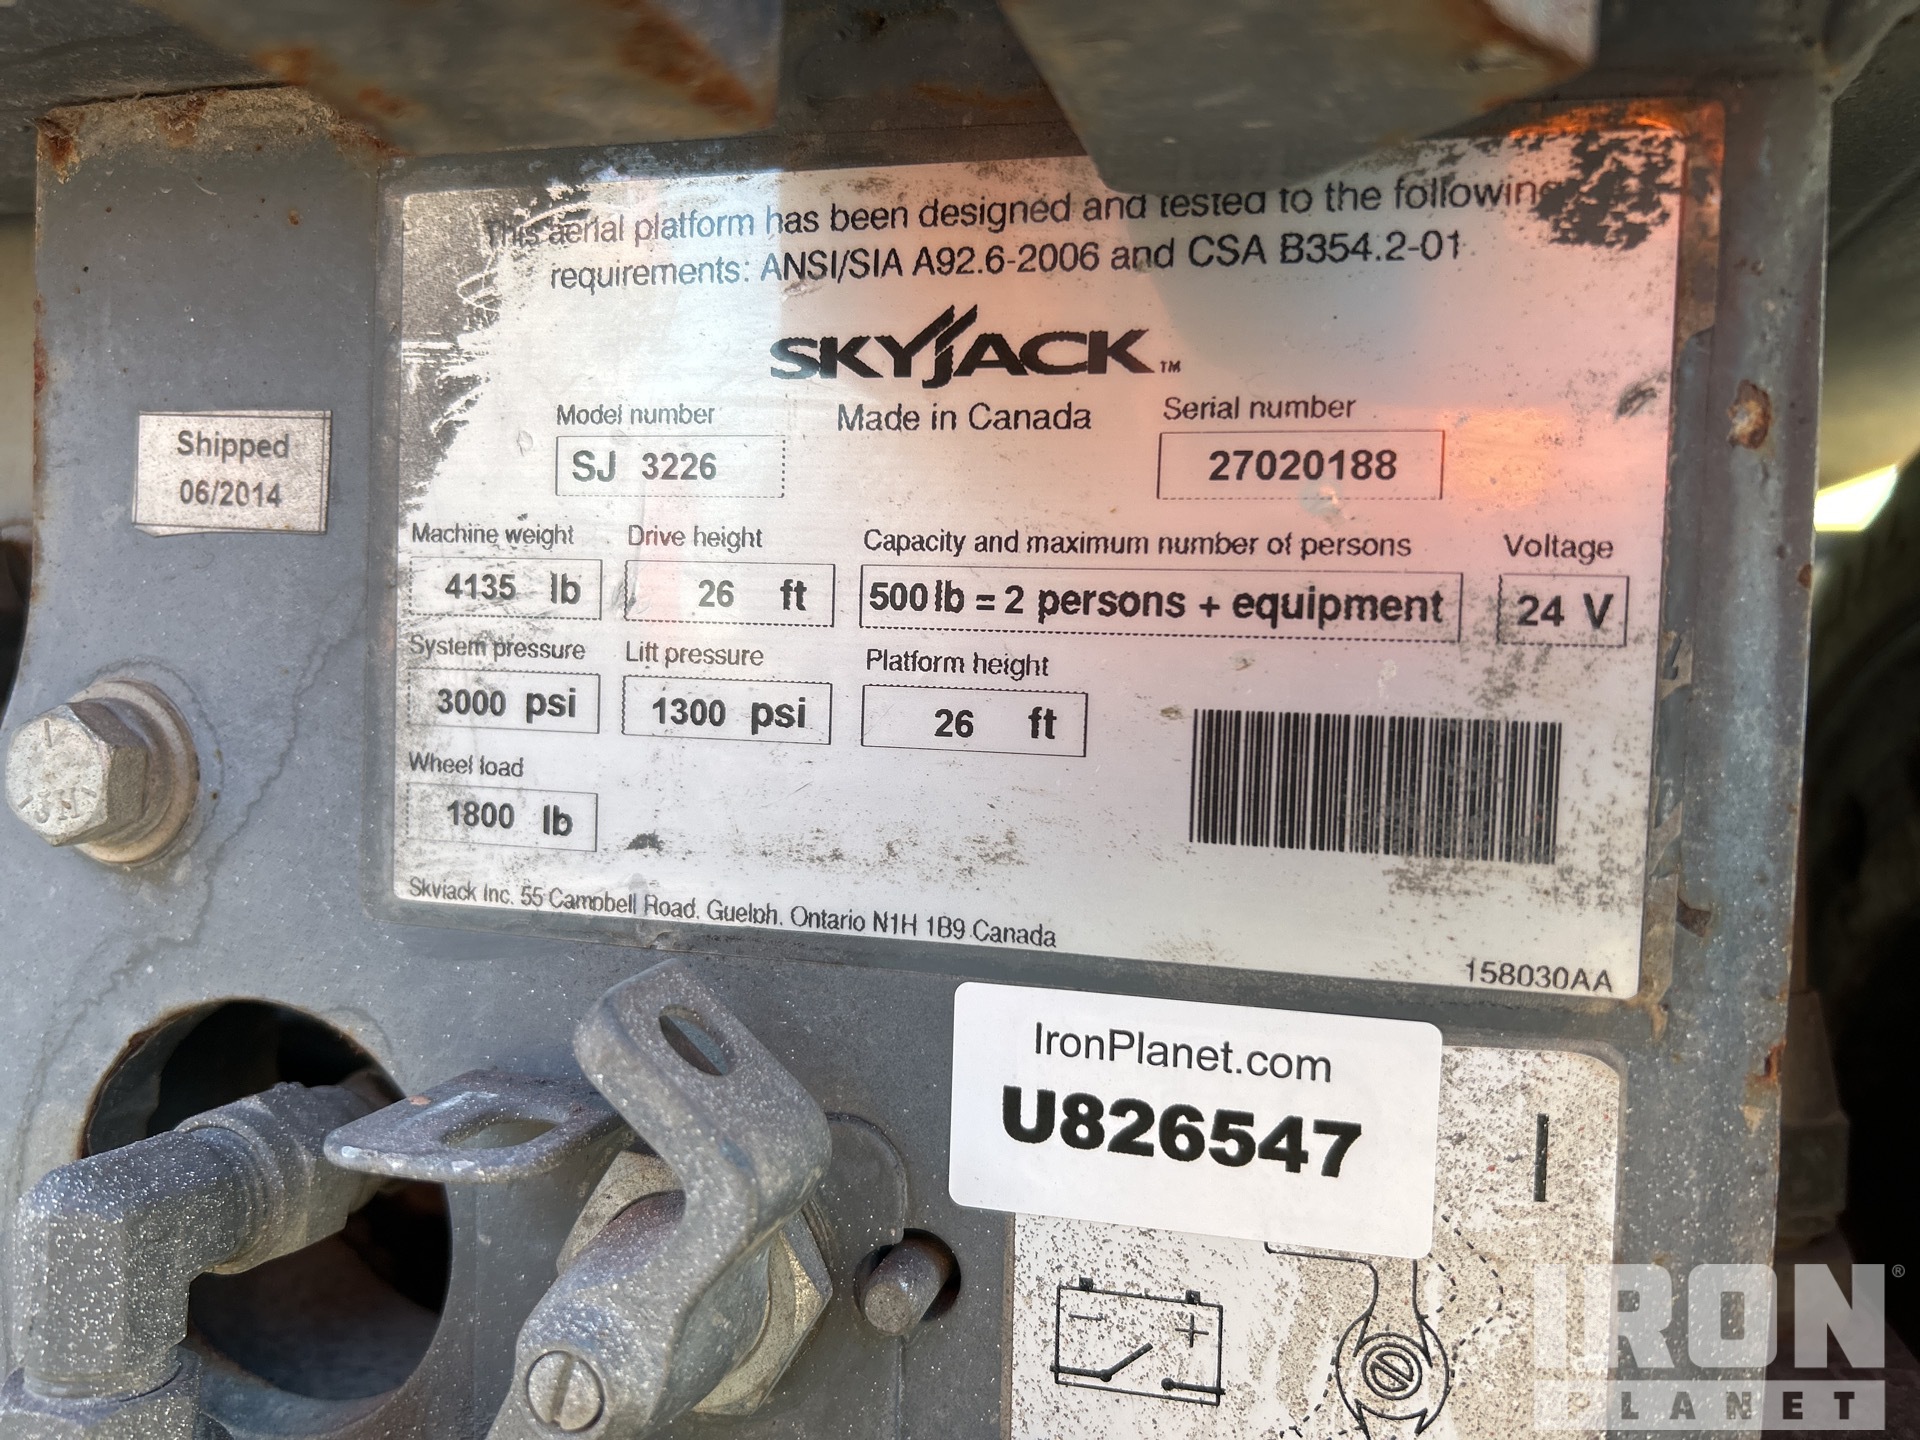 This aerial platform has been designed and tested to the following
requirements: ANSI/SIA A92.6-2006 and CSA B354.2-01
SKYJACK™
Model number
Made in Canada
Serial number
SJ 3226
27020188
Shipped
06/2014
Machine weight
Drive height
Capacity and maximum number of persons
Voltage
4135 lb
26 ft
500 lb = 2 persons + equipment
24 V
System pressure
Lift pressure
Platform height
3000 psi
1300 psi
26 ft
Wheel load
1800 lb
Skyjack Inc. 55 Campbell Road, Guelph, Ontario N1H 1B9 Canada
158030AA
IronPlanet.com
U826547
I
- +
IRON®
PLANET